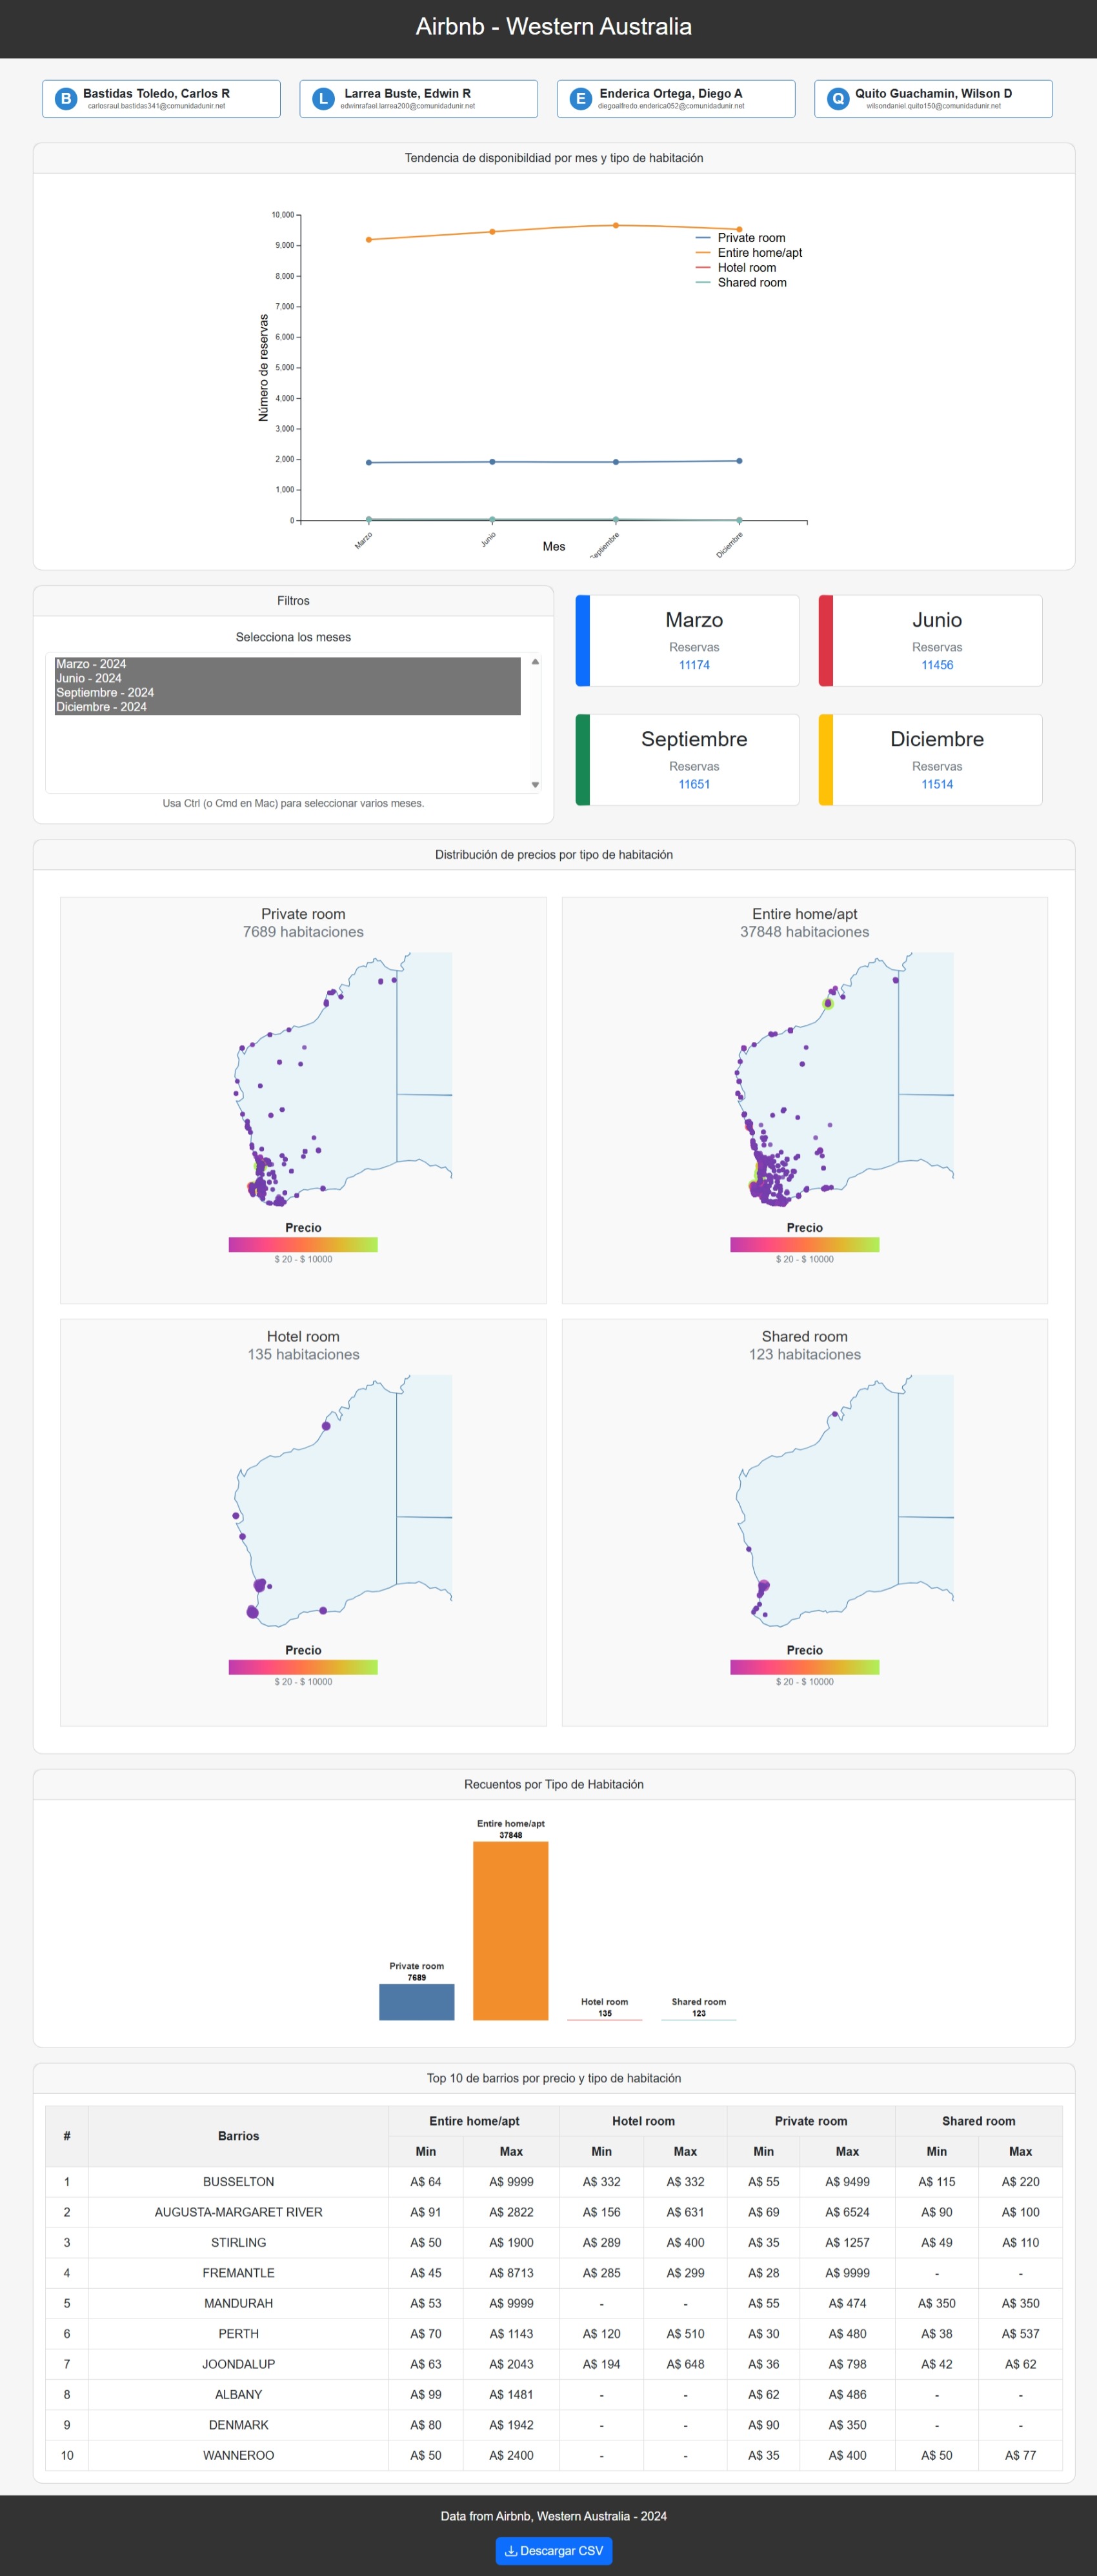 Airbnb - Western Australia
B Bastidas Toledo, Carlos R
carlosraul.bastidas341@comunidadunir.net
L Larrea Buste, Edwin R
edwinrafael.larrea200@comunidadunir.net
E Enderica Ortega, Diego A
diegoalfredo.enderica052@comunidadunir.net
Q Quito Guachamin, Wilson D
wilsondaniel.quito150@comunidadunir.net
Tendencia de disponibildiad por mes y tipo de habitación
10,000
9,000
8,000
7,000
6,000
5,000
4,000
3,000
2,000
1,000
0
Número de reservas
Private room
Entire home/apt
Hotel room
Shared room
Marzo
Junio
Septiembre
Diciembre
Mes
Filtros
Selecciona los meses
Marzo - 2024
Junio - 2024
Septiembre - 2024
Diciembre - 2024
Usa Ctrl (o Cmd en Mac) para seleccionar varios meses.
Marzo
Reservas
11174
Junio
Reservas
11456
Septiembre
Reservas
11651
Diciembre
Reservas
11514
Distribución de precios por tipo de habitación
Private room
7689 habitaciones
Precio
$ 20 - $ 10000
Entire home/apt
37848 habitaciones
Precio
$ 20 - $ 10000
Hotel room
135 habitaciones
Precio
$ 20 - $ 10000
Shared room
123 habitaciones
Precio
$ 20 - $ 10000
Recuentos por Tipo de Habitación
Private room
7689
Entire home/apt
37848
Hotel room
135
Shared room
123
Top 10 de barrios por precio y tipo de habitación
# Barrios Entire home/apt Hotel room Private room Shared room
Min Max Min Max Min Max Min Max
1 BUSSELTON A$ 64 A$ 9999 A$ 332 A$ 332 A$ 55 A$ 9499 A$ 115 A$ 220
2 AUGUSTA-MARGARET RIVER A$ 91 A$ 2822 A$ 156 A$ 631 A$ 69 A$ 6524 A$ 90 A$ 100
3 STIRLING A$ 50 A$ 1900 A$ 289 A$ 400 A$ 35 A$ 1257 A$ 49 A$ 110
4 FREMANTLE A$ 45 A$ 8713 A$ 285 A$ 299 A$ 28 A$ 9999 - -
5 MANDURAH A$ 53 A$ 9999 - - A$ 55 A$ 474 A$ 350 A$ 350
6 PERTH A$ 70 A$ 1143 A$ 120 A$ 510 A$ 30 A$ 480 A$ 38 A$ 537
7 JOONDALUP A$ 63 A$ 2043 A$ 194 A$ 648 A$ 36 A$ 798 A$ 42 A$ 62
8 ALBANY A$ 99 A$ 1481 - - A$ 62 A$ 486 - -
9 DENMARK A$ 80 A$ 1942 - - A$ 90 A$ 350 - -
10 WANNEROO A$ 50 A$ 2400 - - A$ 35 A$ 400 A$ 50 A$ 77
Data from Airbnb, Western Australia - 2024
Descargar CSV